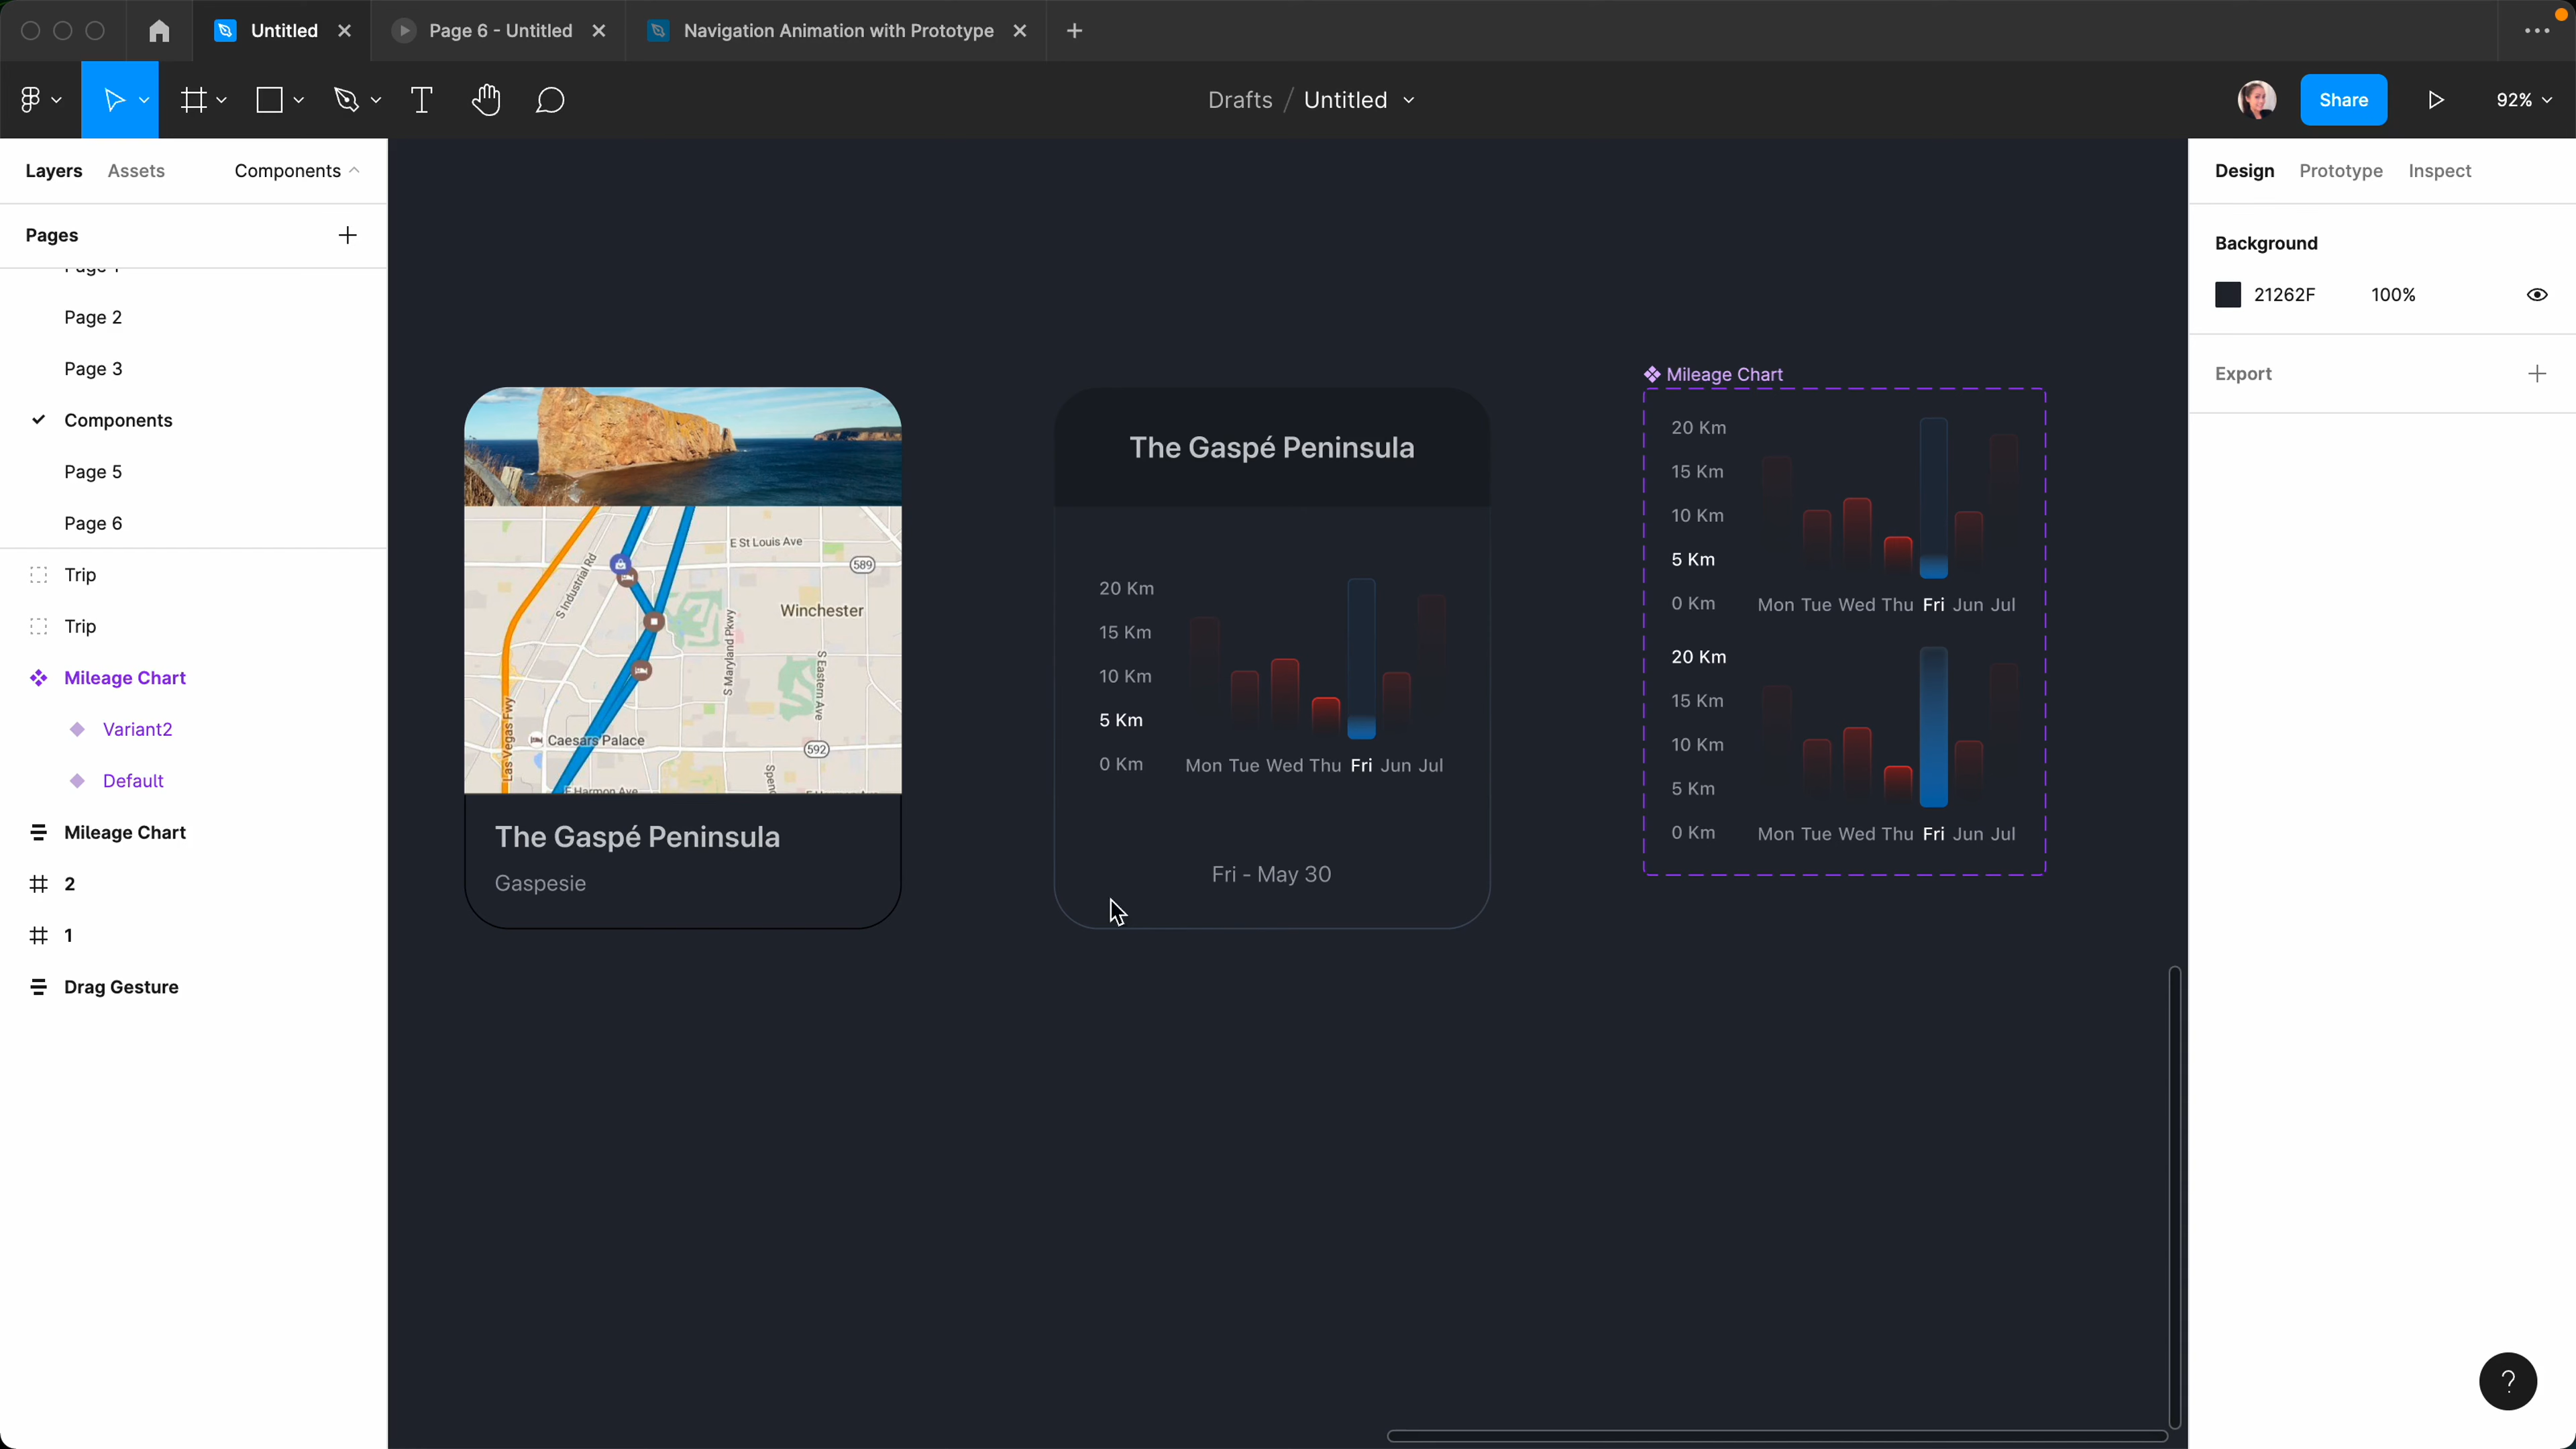 Untitled
Page 6 - Untitled
Navigation Animation with Prototype
Drafts / Untitled
Share
92%
Layers
Assets
Components
Pages
Page 1
Page 2
Page 3
Components
Page 5
Page 6
Trip
Trip
Mileage Chart
Variant2
Default
Mileage Chart
2
1
Drag Gesture
E St Louis Ave
589
S Industrial Rd
Winchester
S Maryland Pkwy
S Eastern Ave
Las Vegas Fwy
Caesars Palace
592
E Harmon Ave
The Gaspé Peninsula
Gaspesie
The Gaspé Peninsula
20 Km
15 Km
10 Km
5 Km
0 Km
Mon Tue Wed Thu Fri Jun Jul
Fri - May 30
Mileage Chart
20 Km
15 Km
10 Km
5 Km
0 Km
Mon Tue Wed Thu Fri Jun Jul
20 Km
15 Km
10 Km
5 Km
0 Km
Mon Tue Wed Thu Fri Jun Jul
Design
Prototype
Inspect
Background
21262F
100%
Export
?